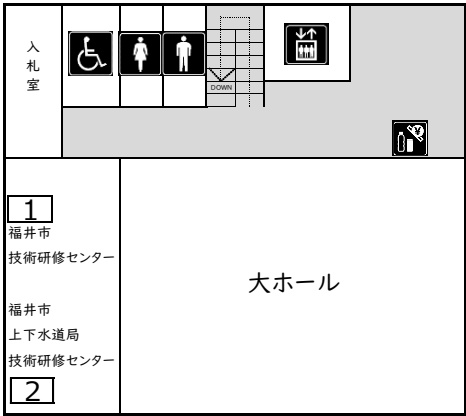 入
札
室
DOWN
¥
1
福井市
技術研修センター
大ホール
福井市
上下水道局
技術研修センター
2